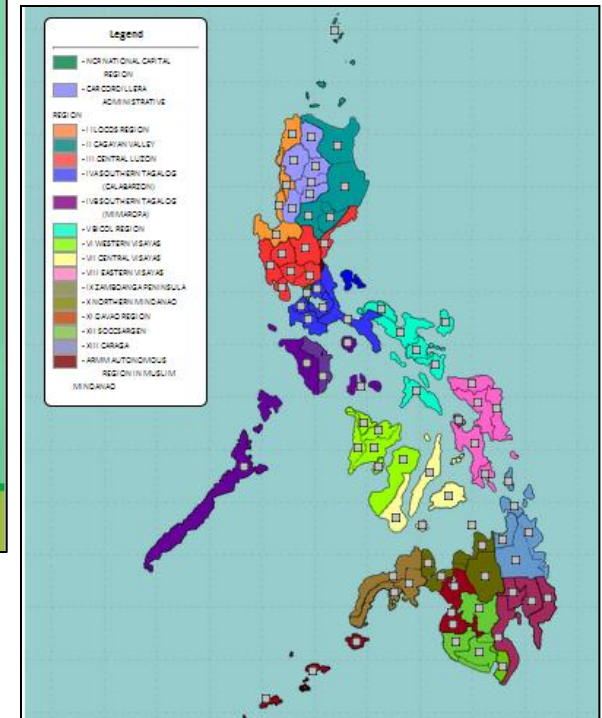 Legend
- NCR NATIONAL CAPITAL
REGION
- CAR CORDILLERA
ADMINISTRATIVE
REGION
- I ILOCOS REGION
- II CAGAYAN VALLEY
- III CENTRAL LUZON
- IVA SOUTHERN TAGALOG
(CALABARZON)
- IVB SOUTHERN TAGALOG
(MIMAROPA)
- V BICOL REGION
- VI WESTERN VISAYAS
- VII CENTRAL VISAYAS
- VIII EASTERN VISAYAS
- IX ZAMBOANGA PENINSULA
- X NORTHERN MINDANAO
- XI DAVAO REGION
- XII SOCCSARGEN
- XIII CARAGA
- ARMM AUTONOMOUS
REGION IN MUSLIM
MINDANAO